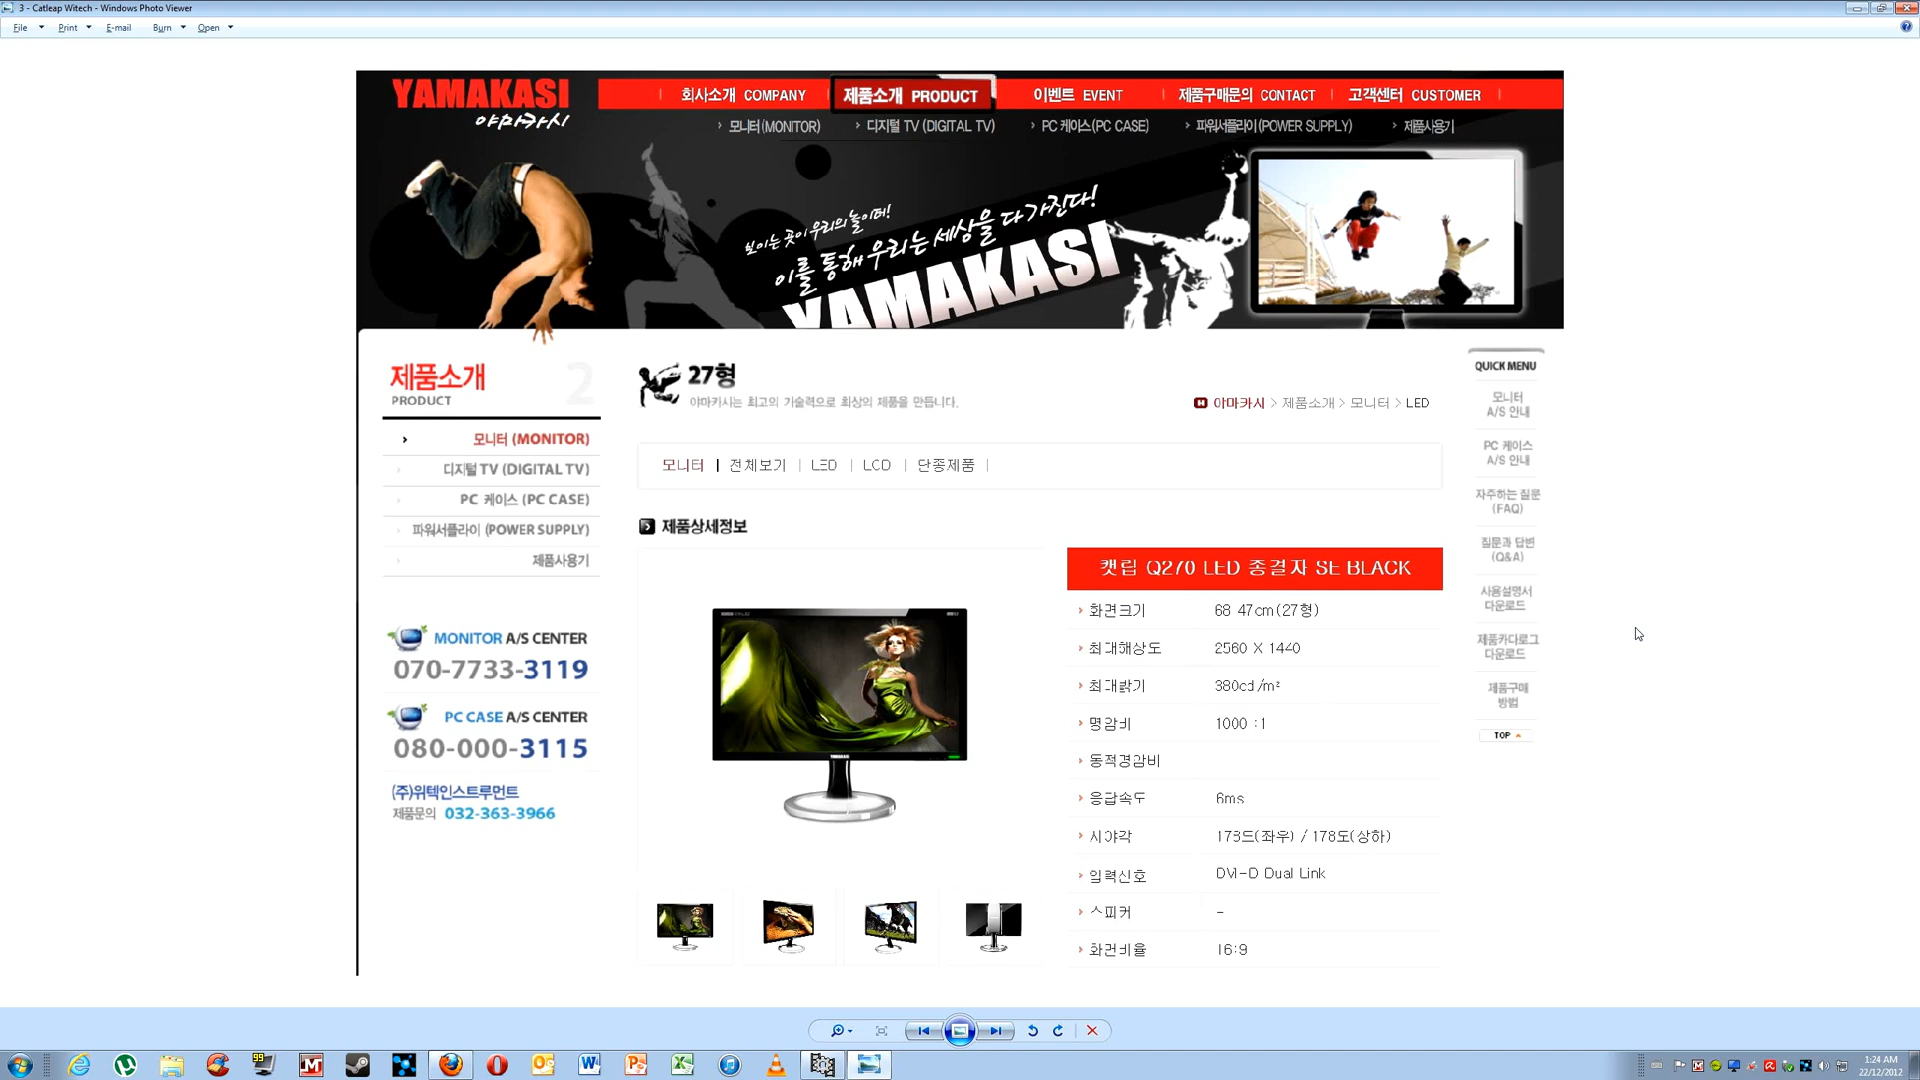 3 - Catleap Witech - Windows Photo Viewer
File Print E-mail Burn Open
YAMAKASI
야마카시
회사소개 COMPANY 제품소개 PRODUCT 이벤트 EVENT 제품구매문의 CONTACT 고객센터 CUSTOMER
모니터(MONITOR) 디지털 TV (DIGITAL TV) PC 케이스(PC CASE) 파워서플라이(POWER SUPPLY) 제품사용기
보이는 곳이 우리의 놀이터!
이를 통해 우리는 세상을 다 가진다!
YAMAKASI
제품소개 2
PRODUCT
모니터 (MONITOR)
디지털 TV (DIGITAL TV)
PC 케이스 (PC CASE)
파워서플라이 (POWER SUPPLY)
제품사용기
MONITOR A/S CENTER
070-7733-3119
PC CASE A/S CENTER
080-000-3115
(주)위텍인스트루먼트
제품문의 032-363-3966
27형
야마카시는 최고의 기술력으로 최상의 제품을 만듭니다.
야마카시 > 제품소개 > 모니터 > LED
모니터 | 전체보기 | LED | LCD | 단종제품 |
제품상세정보
YAMAKASI
캣립 Q270 LED 종결자 SE BLACK
화면크기 68 47cm(27형)
최대해상도 2560 X 1440
최대밝기 380cd/m²
명암비 1000 :1
동적명암비
응답속도 6ms
시야각 178도(좌우) / 178도(상하)
입력신호 DVI-D Dual Link
스피커 -
화면비율 16:9
QUICK MENU
모니터
A/S 안내
PC 케이스
A/S 안내
자주하는 질문
(FAQ)
질문과 답변
(Q&A)
사용설명서
다운로드
제품카다로그
다운로드
제품구매
방법
TOP
99
1:24 AM
22/12/2012